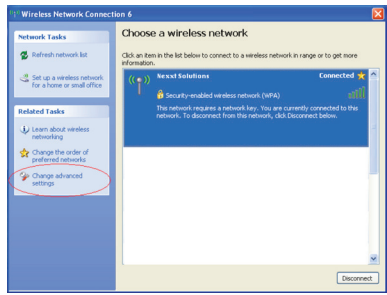 Wireless Network Connection 6
Network Tasks
Refresh network list
Set up a wireless network
for a home or small office
Related Tasks
Learn about wireless
networking
Change the order of
preferred networks
Change advanced
settings
Choose a wireless network
Click an item in the list below to connect to a wireless network in range or to get more
information.
Nexxt Solutions
Connected
Security-enabled wireless network (WPA)
This network requires a network key. You are currently connected to this
network. To disconnect from this network, click Disconnect below.
Disconnect